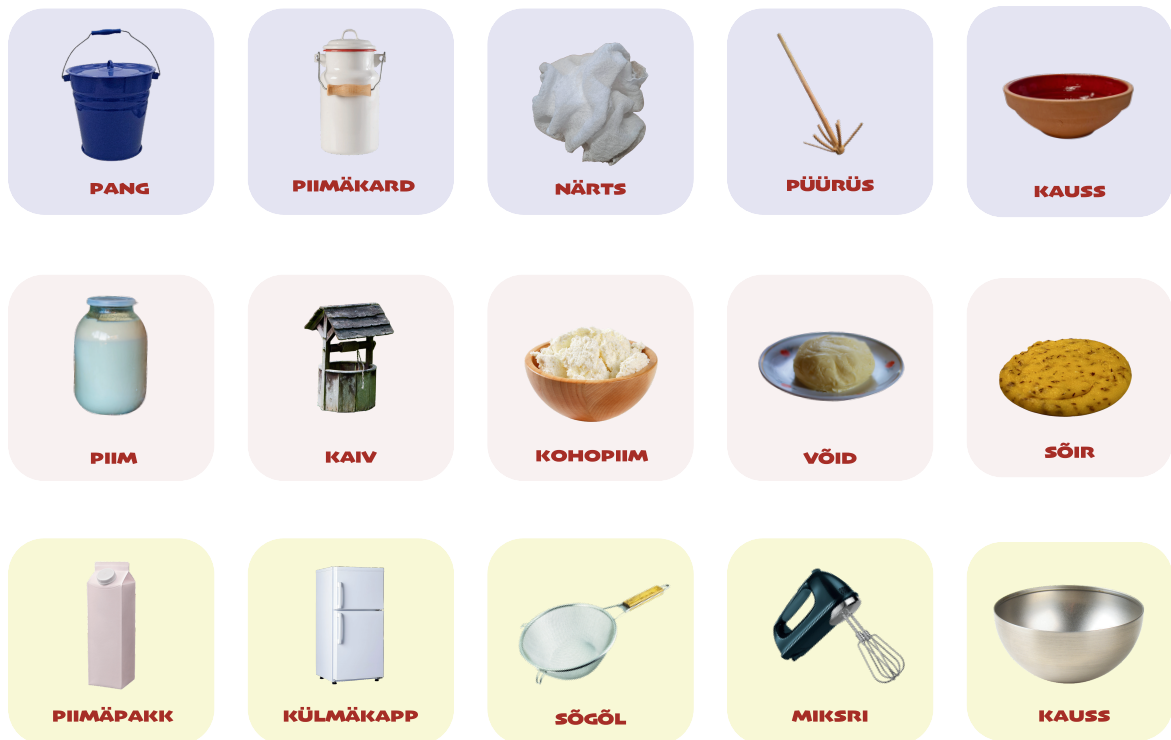 PANG
PIIMÄKARD
NÄRTS
PÜÜRÜS
KAUSS
PIIM
KAIV
KOHOPIIM
VÕID
SÕIR
PIIMÄPAKK
KÜLMÄKAPP
SÕGÕL
MIKSRI
KAUSS